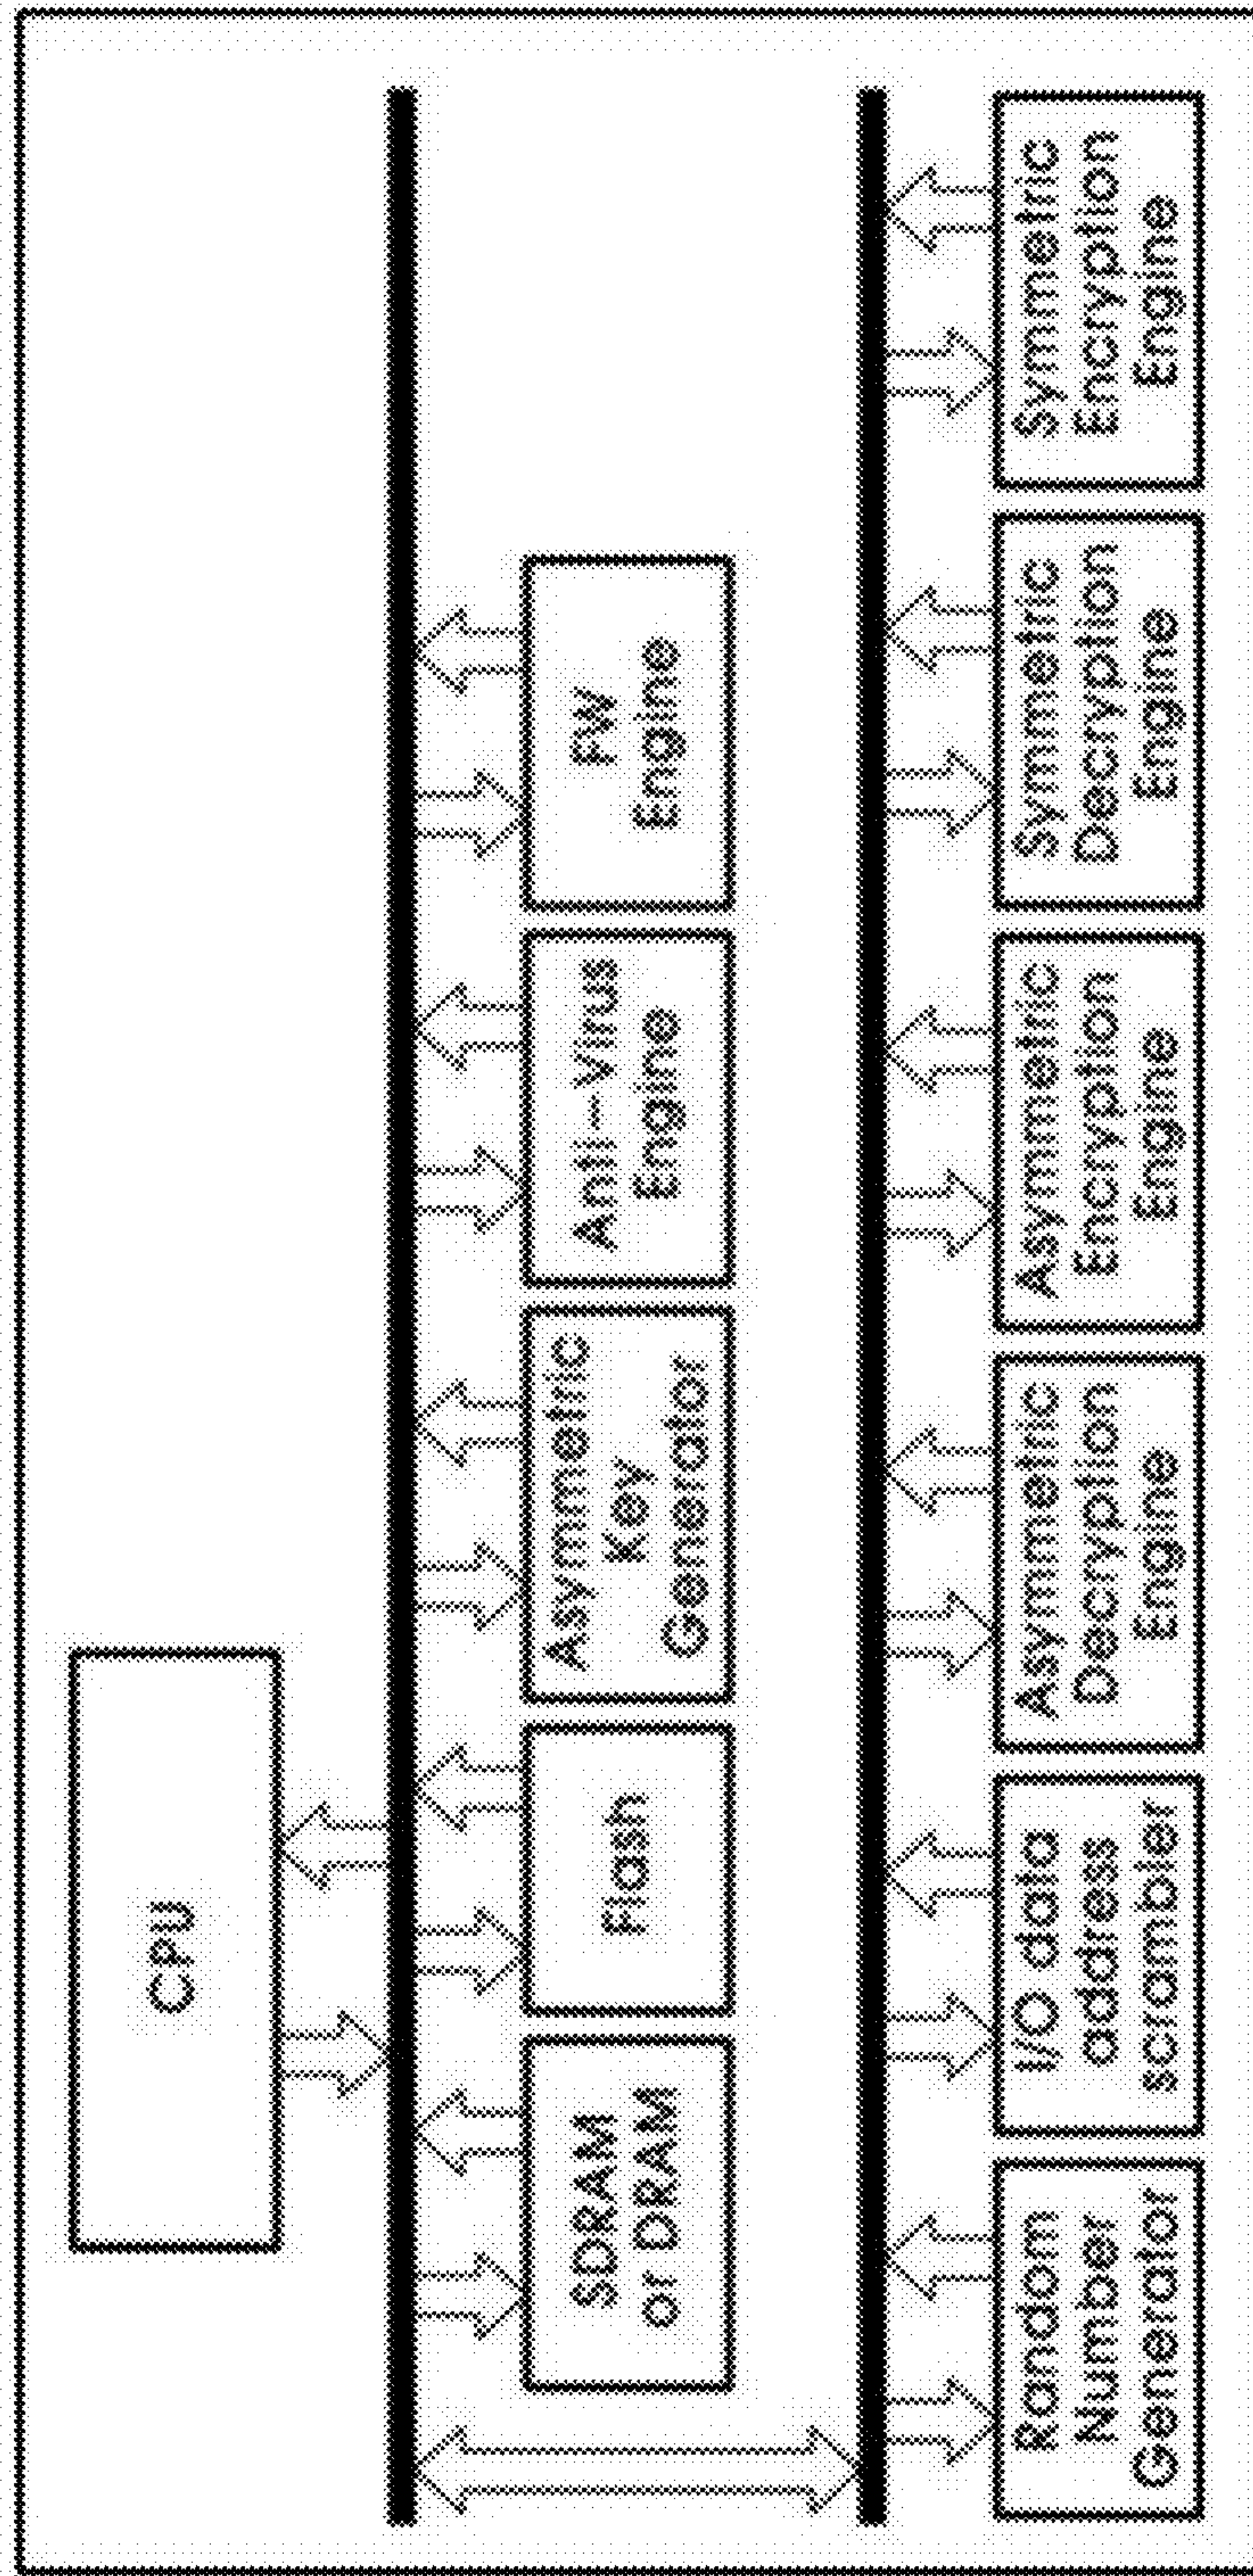 CPU
SDRAM
or DRAM
Flash
Asymmetric
Key
Generator
Anti-Virus
Engine
FW
Engine
Random
Number
Generator
I/O data
address
scrambler
Asymmetric
Decryption
Engine
Asymmetric
Encryption
Engine
Symmetric
Decryption
Engine
Symmetric
Encryption
Engine